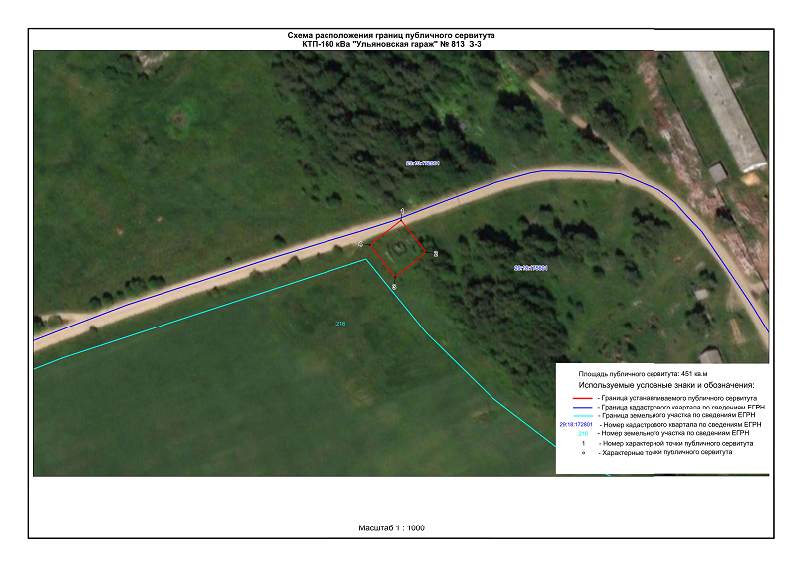 Схема расположения границ публичного сервитута
КТП-160 кВа "Ульяновская гараж" № 813 З-3
1
4
2
3
216
Площадь публичного сервитута: 451 кв.м
Используемые условные знаки и обозначения:
- Граница устанавливаемого публичного сервитута
- Граница кадастрового квартала по сведениям ЕГРН
- Граница земельного участка по сведениям ЕГРН
29:18:172801 - Номер кадастрового квартала по сведениям ЕГРН
216 - Номер земельного участка по сведениям ЕГРН
1 - Номер характерной точки публичного сервитута
- Характерные точки публичного сервитута
Масштаб 1 : 1000